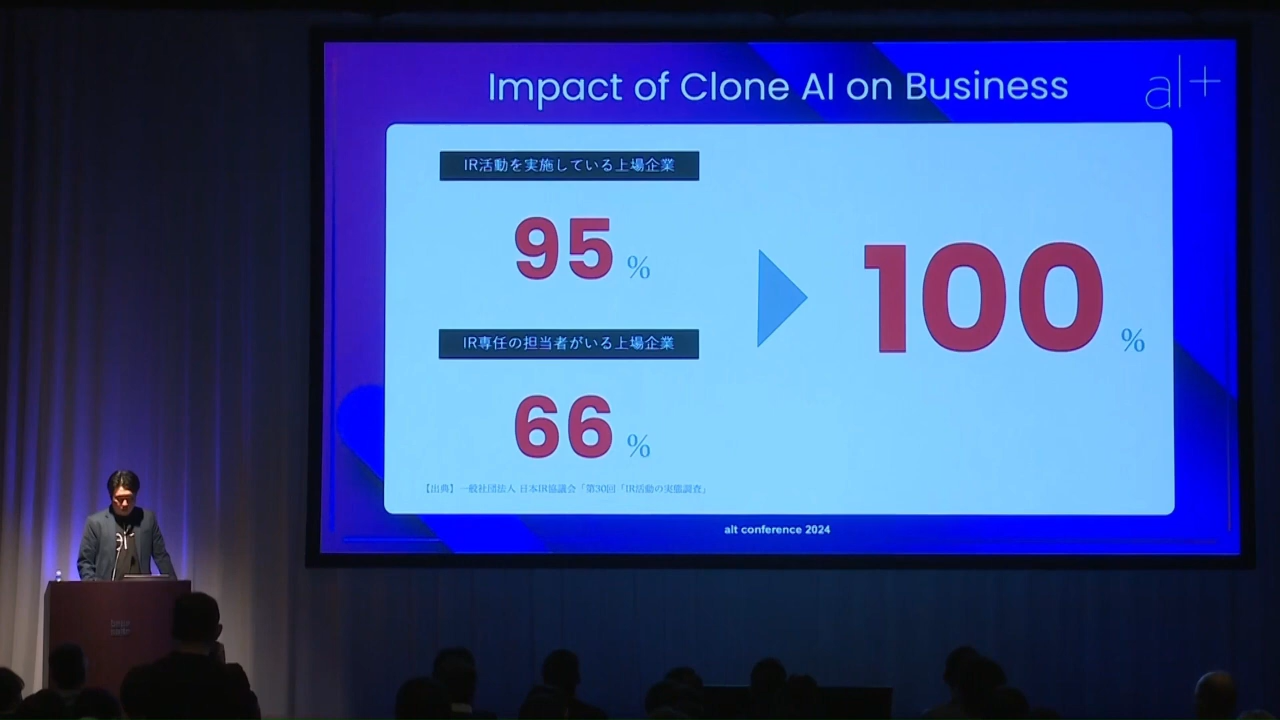 Impact of Clone AI on Business
al+
IR活動を実施している上場企業
95 %
IR専任の担当者がいる上場企業
66 %
100 %
【出典】一般社団法人 日本IR協議会「第30回「IR活動の実態調査」
alt conference 2024